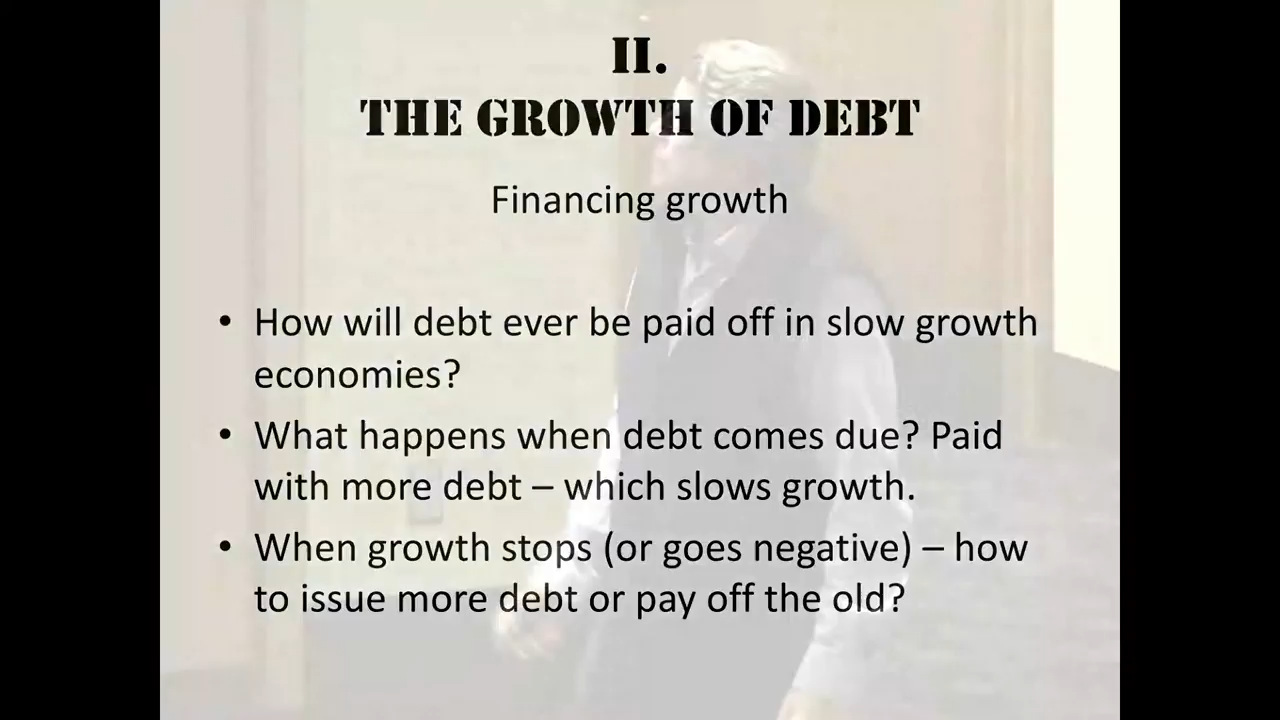 II.
THE GROWTH OF DEBT
Financing growth
• How will debt ever be paid off in slow growth
economies?
• What happens when debt comes due? Paid
with more debt – which slows growth.
• When growth stops (or goes negative) – how
to issue more debt or pay off the old?